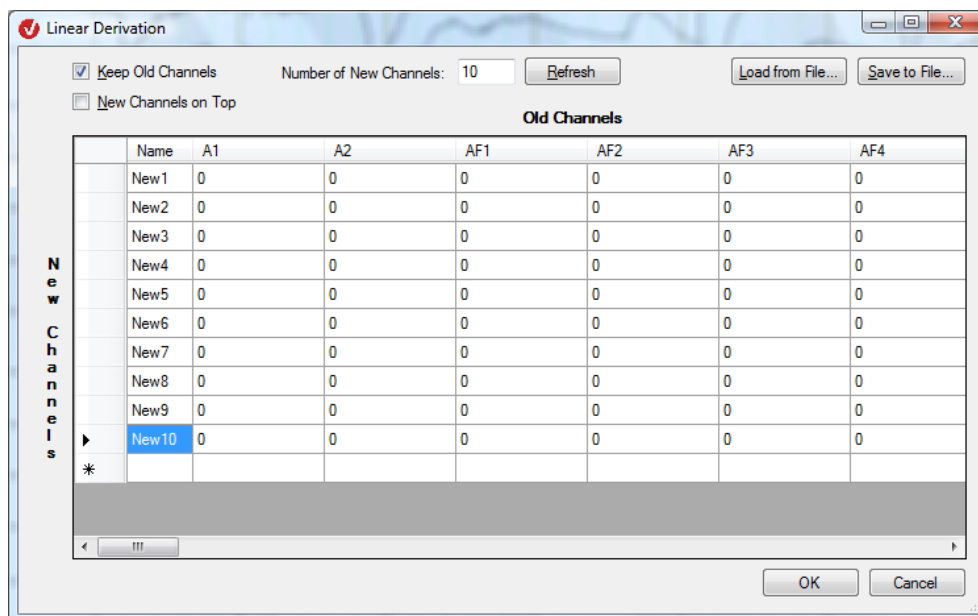 Linear Derivation
Keep Old Channels Number of New Channels: 10 Refresh Load from File... Save to File...
New Channels on Top
Old Channels
Name A1 A2 AF1 AF2 AF3 AF4
New1 0 0 0 0 0 0
New2 0 0 0 0 0 0
New3 0 0 0 0 0 0
New4 0 0 0 0 0 0
New5 0 0 0 0 0 0
New6 0 0 0 0 0 0
New7 0 0 0 0 0 0
New8 0 0 0 0 0 0
New9 0 0 0 0 0 0
New10 0 0 0 0 0 0
New Channels
OK Cancel